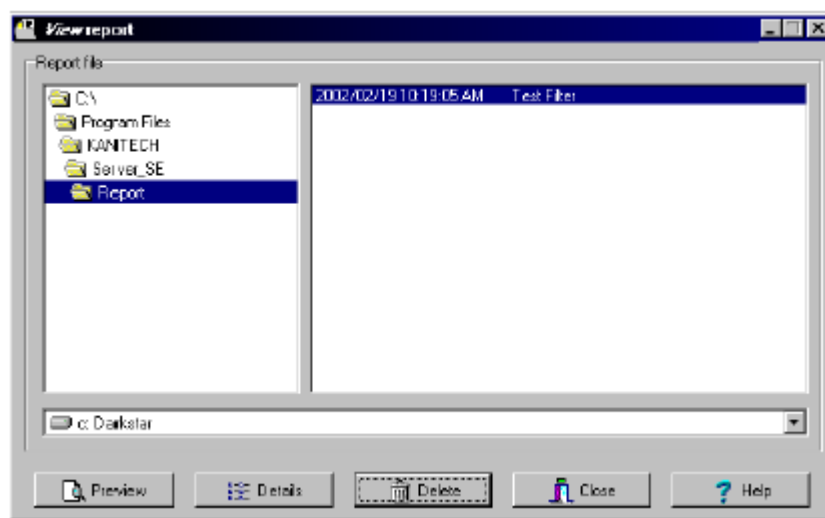 View report
Report file
C:\
Program Files
KANTECH
Server_SE
Report
2002/02/19 10:19:05 AM Test Filter
c: Darkstar
Preview
Details
Delete
Close
Help